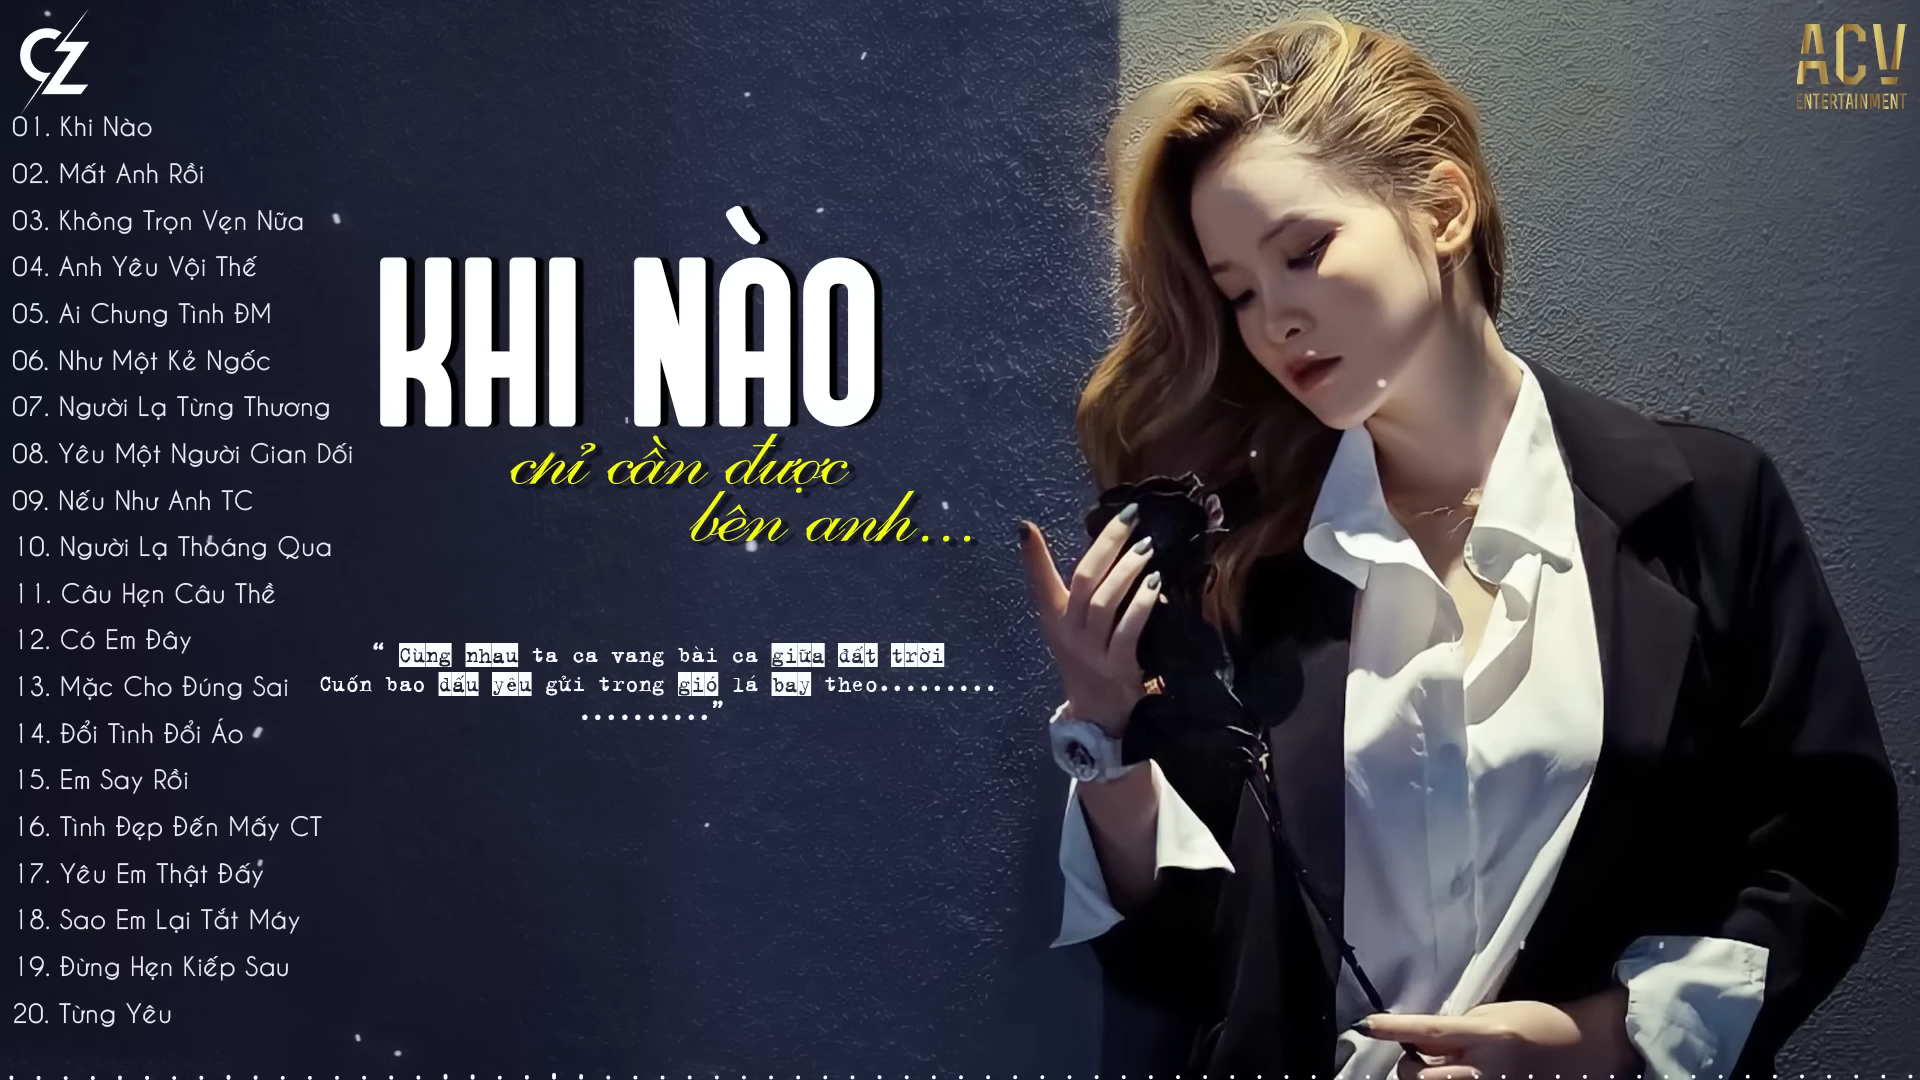 CZ
ACV
ENTERTAINMENT
01. Khi Nào
02. Mất Anh Rồi
03. Không Trọn Vẹn Nữa
04. Anh Yêu Vội Thế
05. Ai Chung Tình ĐM
06. Như Một Kẻ Ngốc
07. Người Lạ Từng Thương
08. Yêu Một Người Gian Dối
09. Nếu Như Anh TC
10. Người Lạ Thoáng Qua
11. Câu Hẹn Câu Thề
12. Có Em Đây
13. Mặc Cho Đúng Sai
14. Đổi Tình Đổi Áo
15. Em Say Rồi
16. Tình Đẹp Đến Mấy CT
17. Yêu Em Thật Đấy
18. Sao Em Lại Tắt Máy
19. Đừng Hẹn Kiếp Sau
20. Từng Yêu
KHI NÀO
chỉ cần được
bên anh...
“ Cùng nhau ta ca vang bài ca giữa đất trời
Cuốn bao dấu yêu gửi trong gió lá bay theo.........
..........”